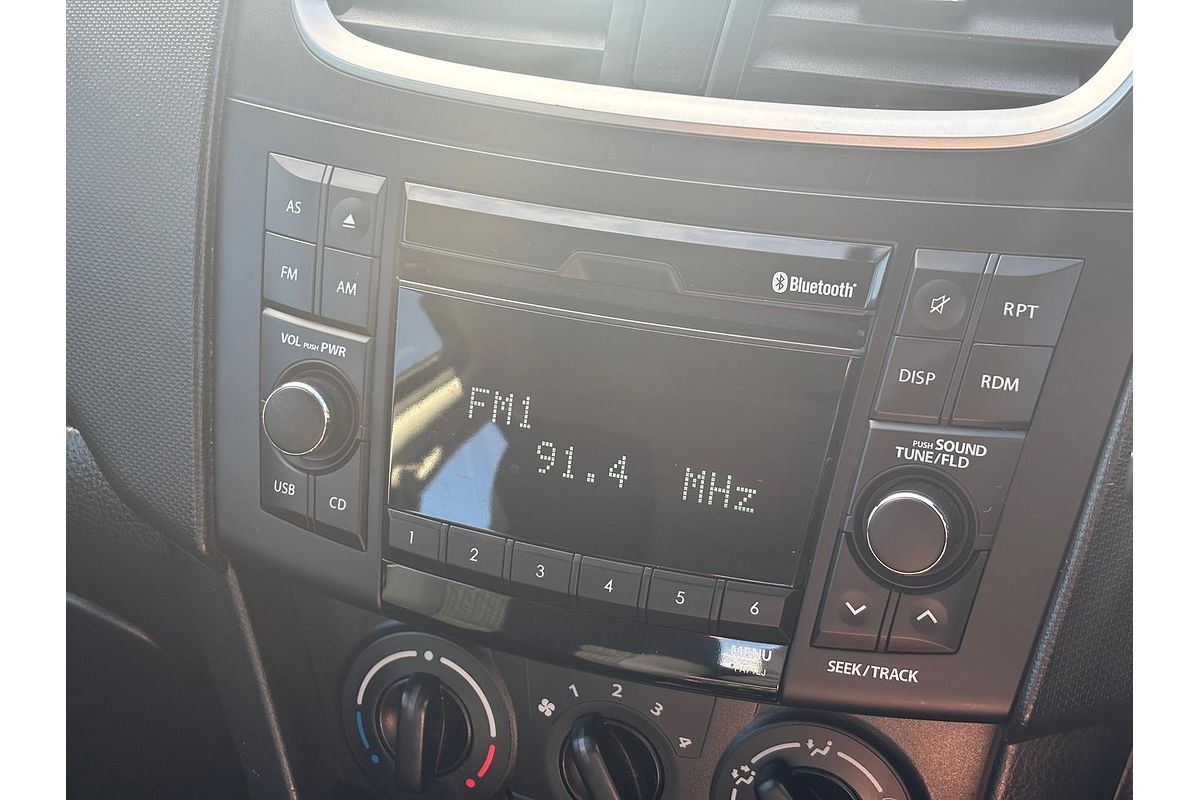 AS
FM
AM
VOL PUSH PWR
USB
CD
Bluetooth®
FM1
91.4 MHz
1 2 3 4 5 6
MENU
RPT
DISP
RDM
PUSH SOUND
TUNE/FLD
SEEK/TRACK
1 2 3 4